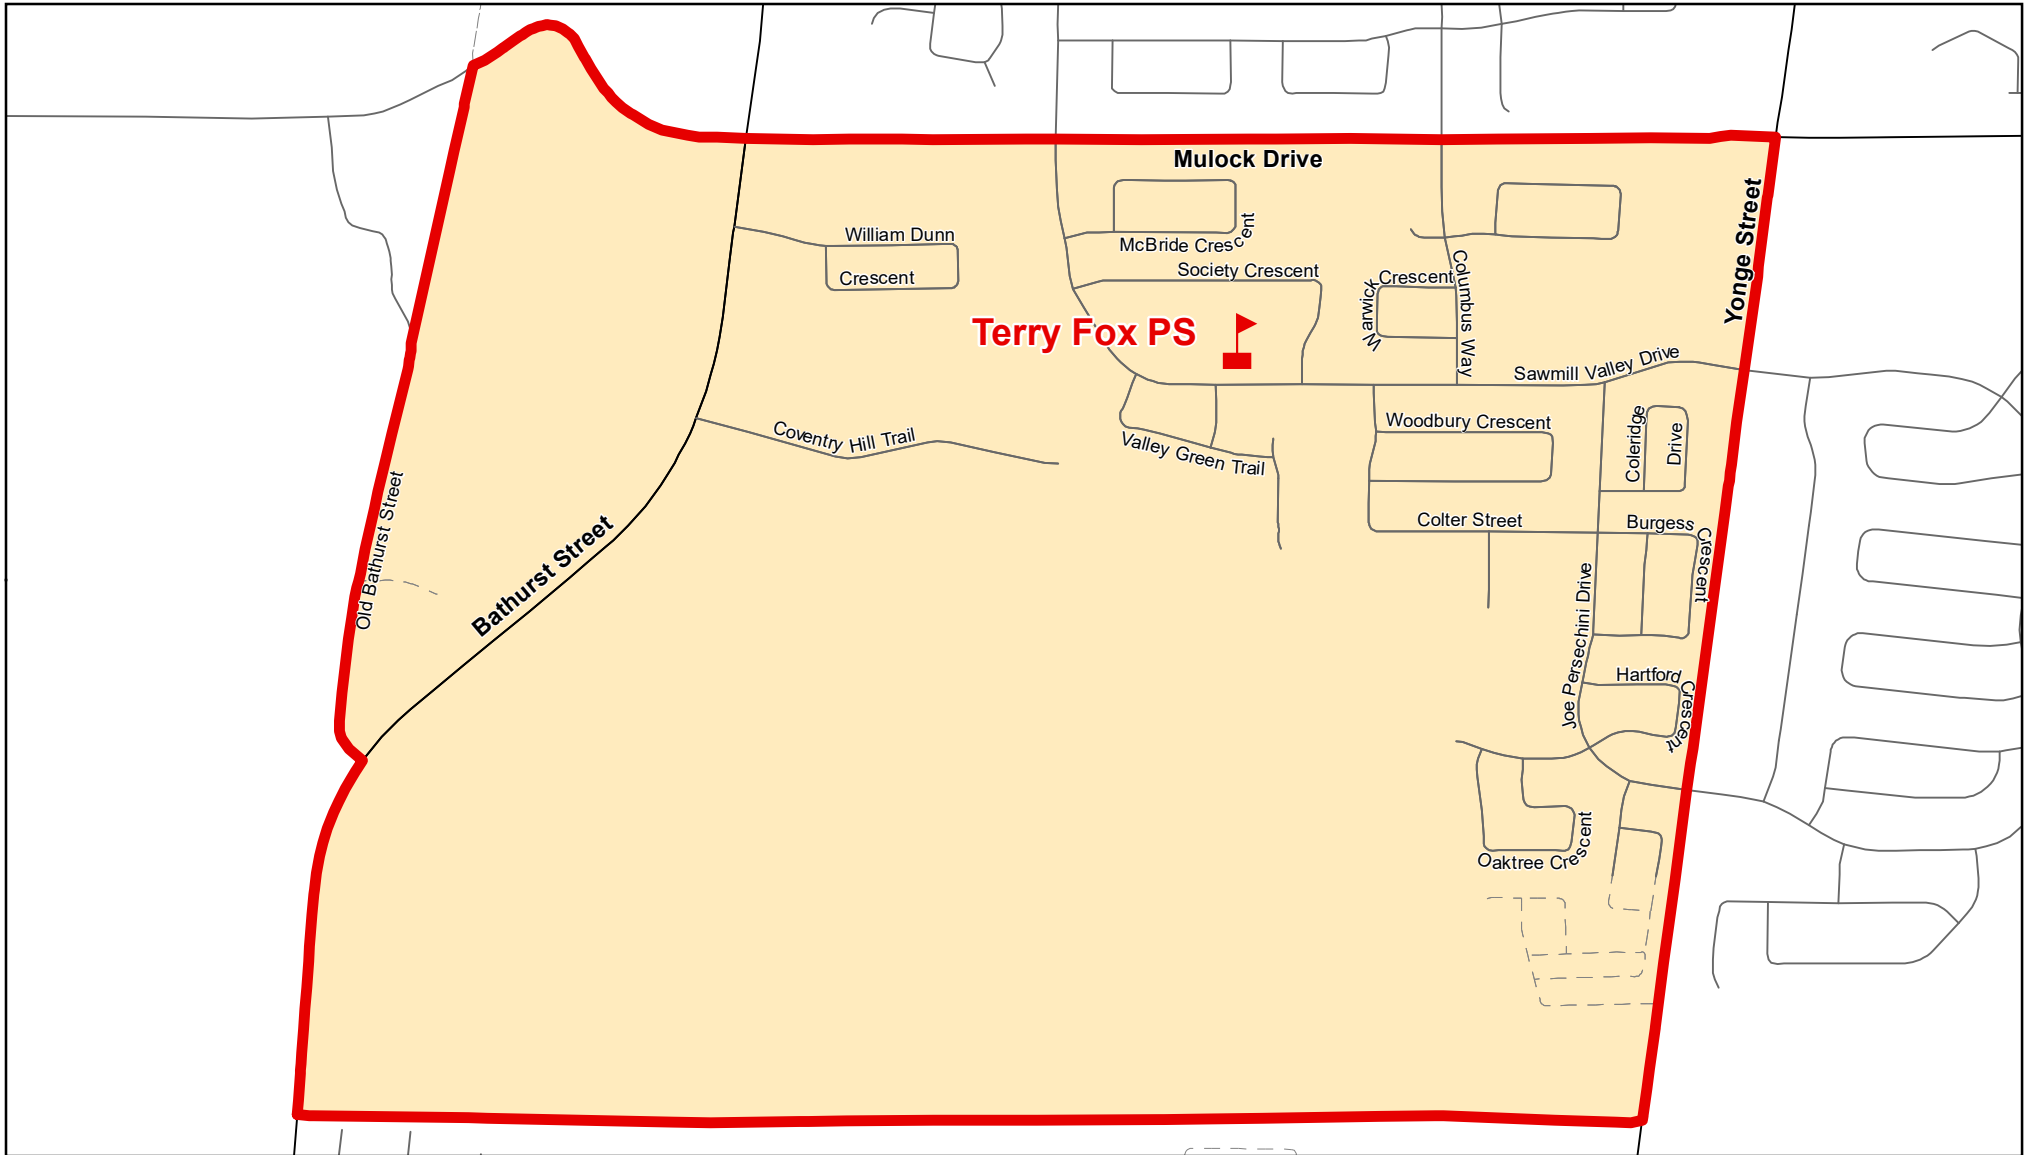 Mulock Drive
Yonge Street
William Dunn
Crescent
McBride Crescent
Society Crescent
Warwick
Crescent
Columbus Way
Terry Fox PS
Sawmill Valley Drive
Coventry Hill Trail
Valley Green Trail
Woodbury Crescent
Coleridge
Drive
Colter Street
Burgess
Crescent
Old Bathurst Street
Bathurst Street
Joe Persechini Drive
Hartford
Crescent
Oaktree Crescent